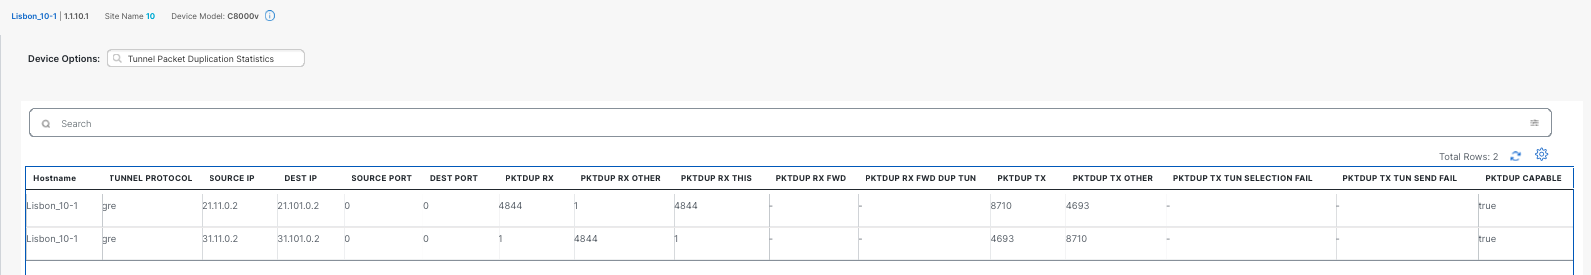 Lisbon_10-1 | 1.1.10.1 Site Name 10 Device Model: C8000v
Device Options: Tunnel Packet Duplication Statistics
Search
Total Rows: 2
Hostname TUNNEL PROTOCOL SOURCE IP DEST IP SOURCE PORT DEST PORT PKTDUP RX PKTDUP RX OTHER PKTDUP RX THIS PKTDUP RX FWD PKTDUP RX FWD DUP TUN PKTDUP TX PKTDUP TX OTHER PKTDUP TX TUN SELECTION FAIL PKTDUP TX TUN SEND FAIL PKTDUP CAPABLE
Lisbon_10-1 gre 21.11.0.2 21.101.0.2 0 0 4844 1 4844 - - 8710 4693 - - true
Lisbon_10-1 gre 31.11.0.2 31.101.0.2 0 0 1 4844 1 - - 4693 8710 - - true